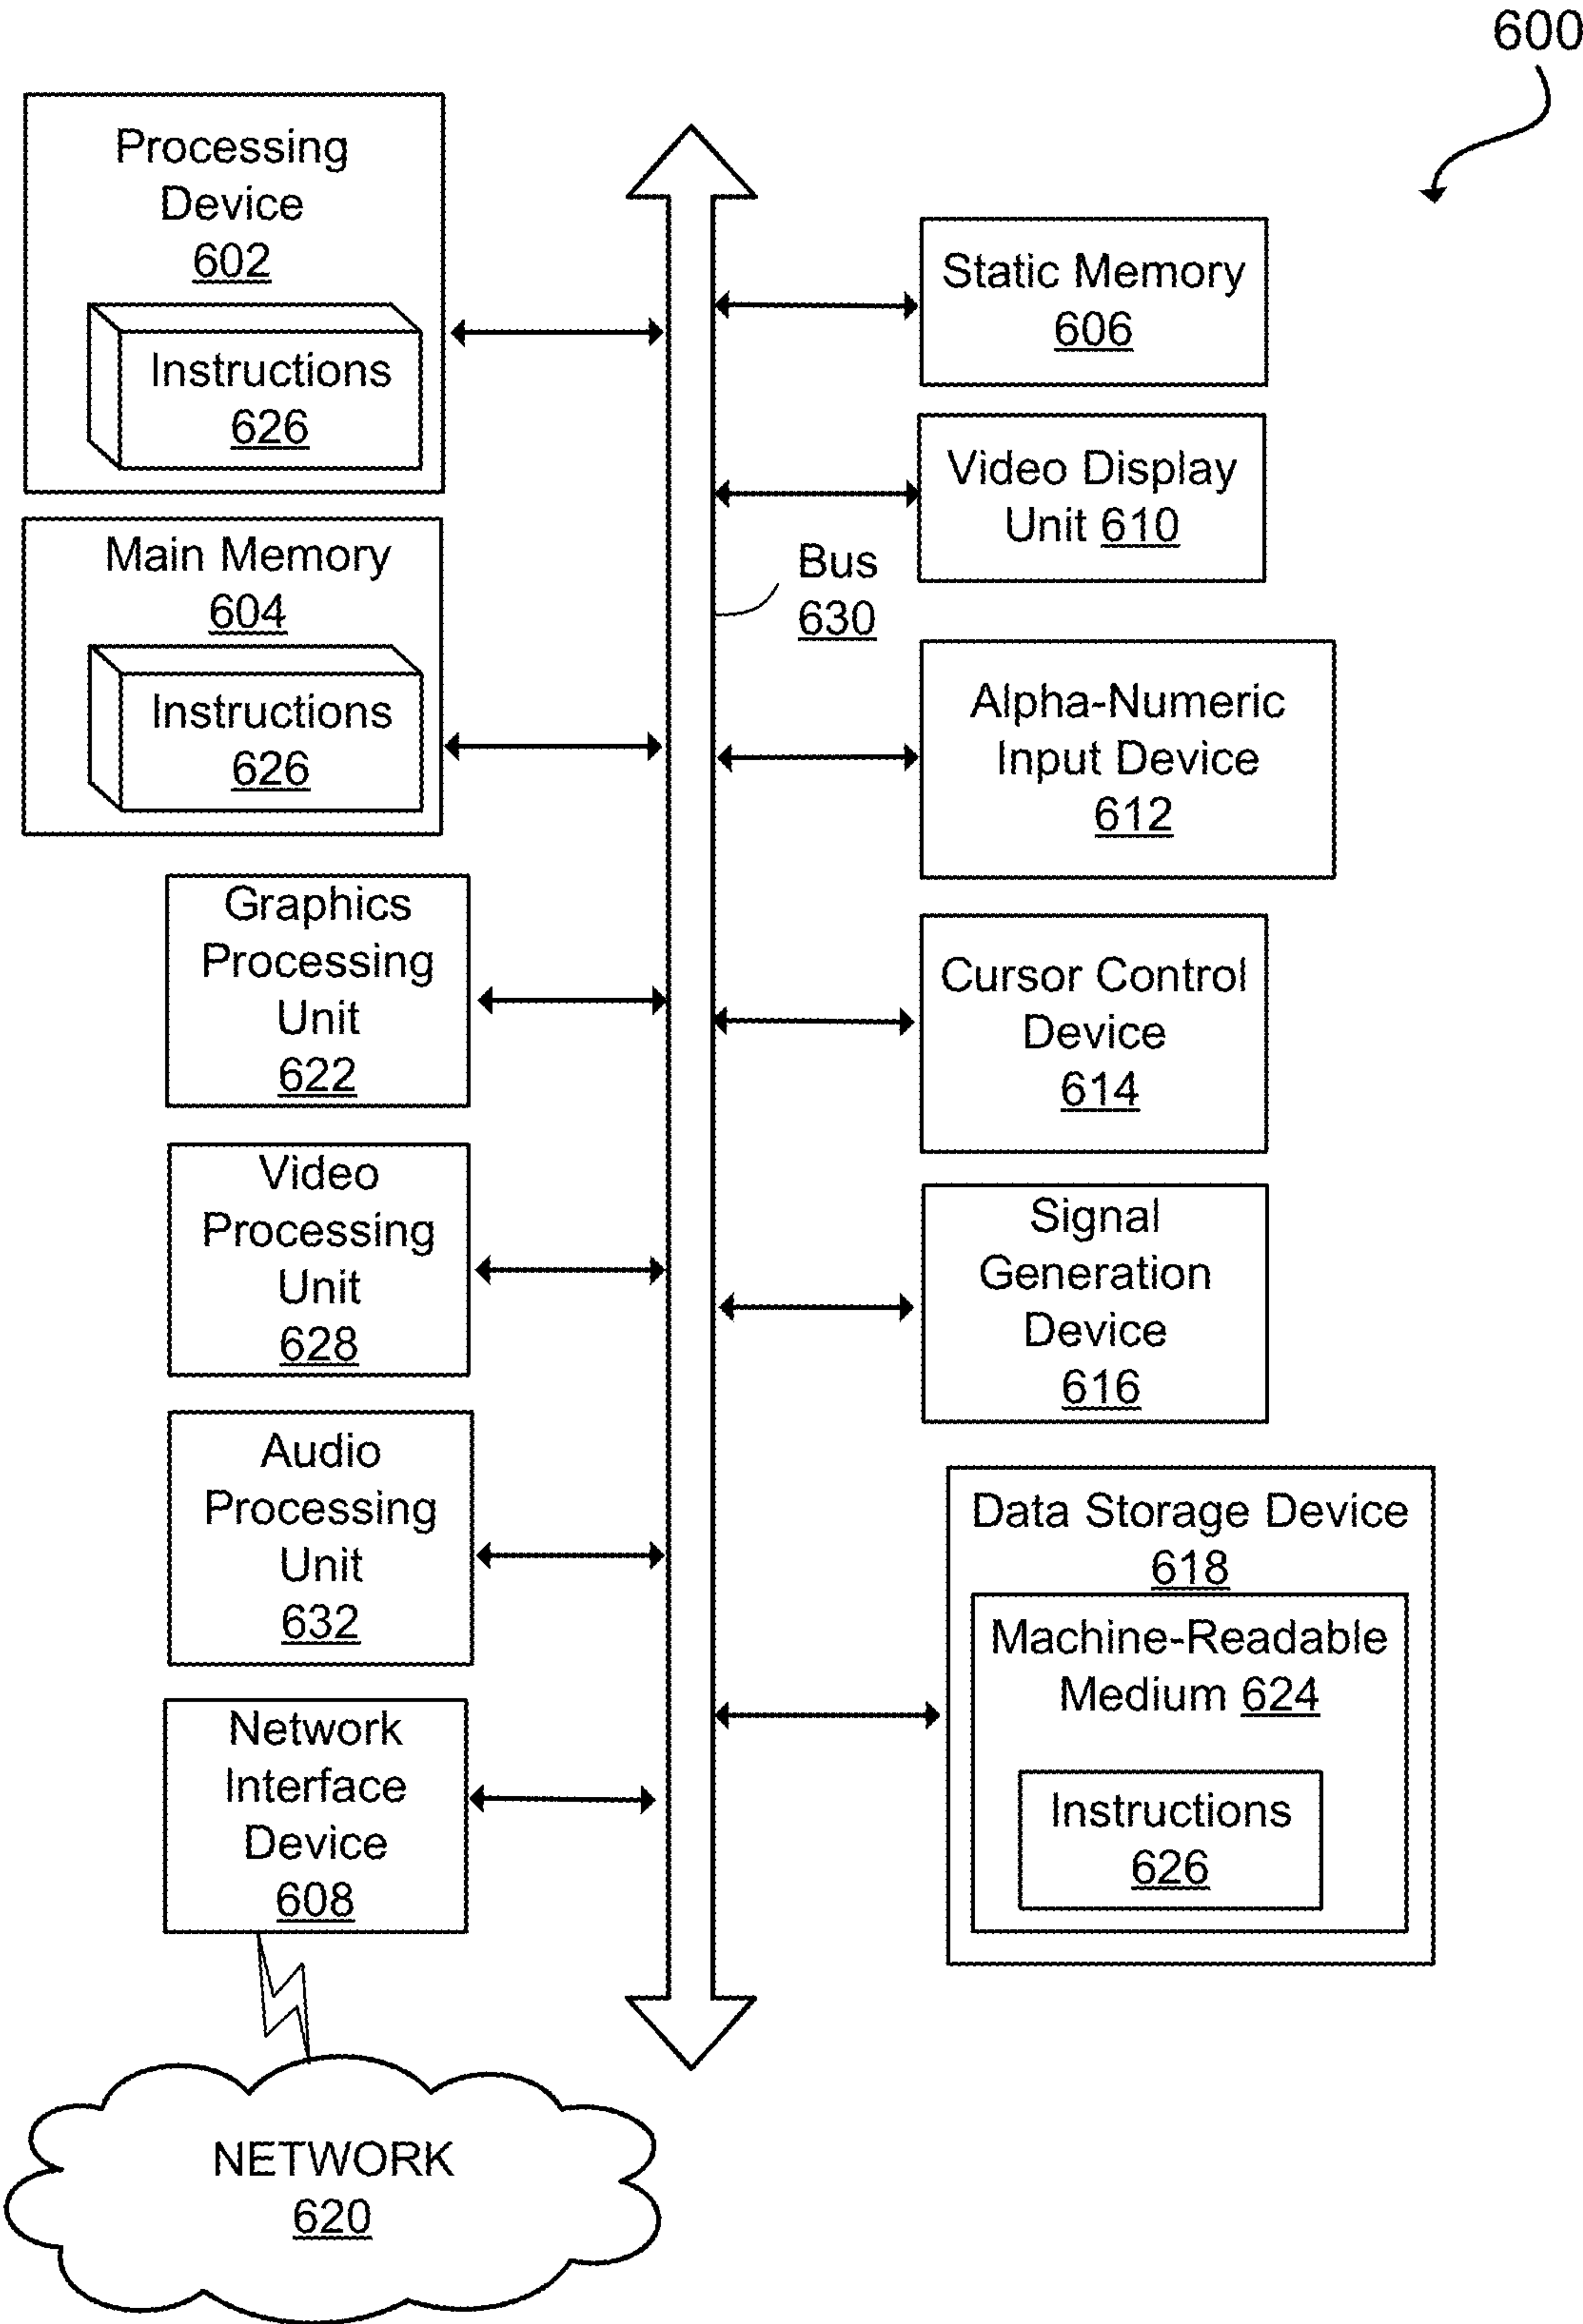 600
Processing
Device
602
Instructions
626
Main Memory
604
Instructions
626
Graphics
Processing
Unit
622
Video
Processing
Unit
628
Audio
Processing
Unit
632
Network
Interface
Device
608
NETWORK
620
Bus
630
Static Memory
606
Video Display
Unit 610
Alpha-Numeric
Input Device
612
Cursor Control
Device
614
Signal
Generation
Device
616
Data Storage Device
618
Machine-Readable
Medium 624
Instructions
626